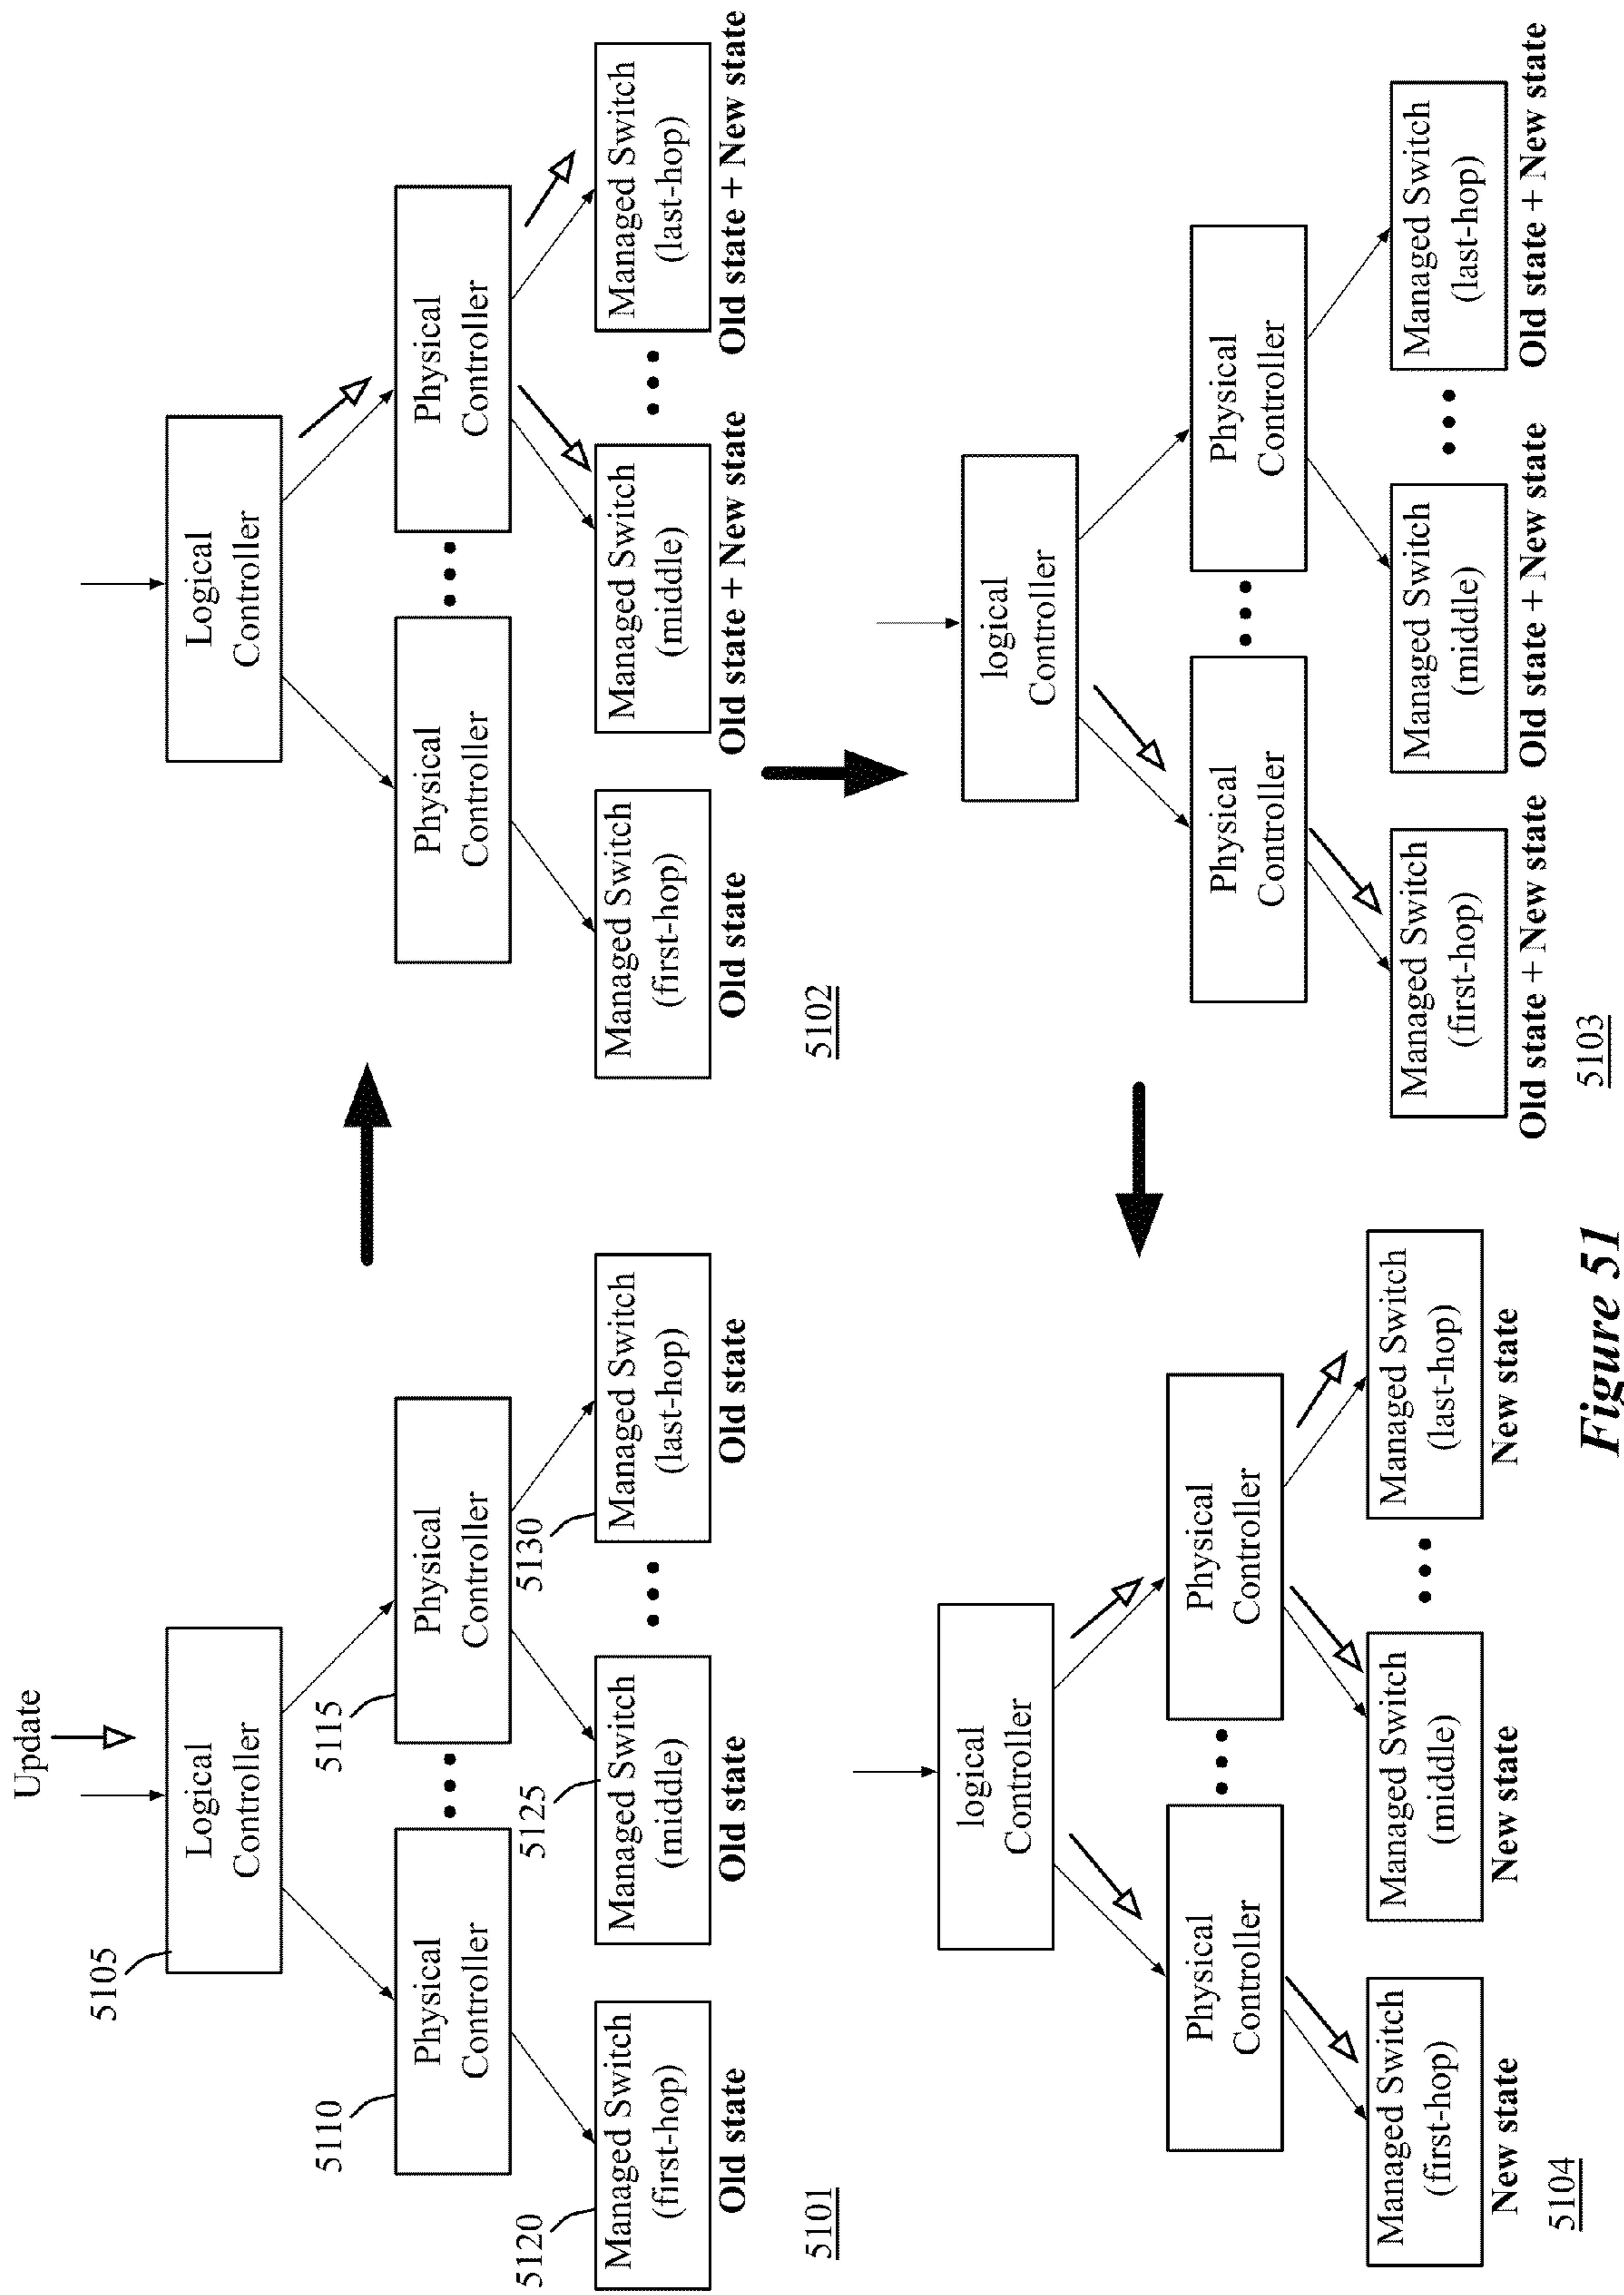 Update
5105
Logical
Controller
5110
5115
Physical
Controller
Physical
Controller
5120
5125
5130
Managed Switch
(first-hop)
Managed Switch
(middle)
Managed Switch
(last-hop)
Old state
Old state
Old state
5101
Logical
Controller
Physical
Controller
Physical
Controller
Managed Switch
(first-hop)
Managed Switch
(middle)
Managed Switch
(last-hop)
Old state
Old state + New state
Old state + New state
5102
logical
Controller
Physical
Controller
Physical
Controller
Managed Switch
(first-hop)
Managed Switch
(middle)
Managed Switch
(last-hop)
Old state + New state
Old state + New state
Old state + New state
5103
logical
Controller
Physical
Controller
Physical
Controller
Managed Switch
(first-hop)
Managed Switch
(middle)
Managed Switch
(last-hop)
New state
New state
New state
5104
Figure 51